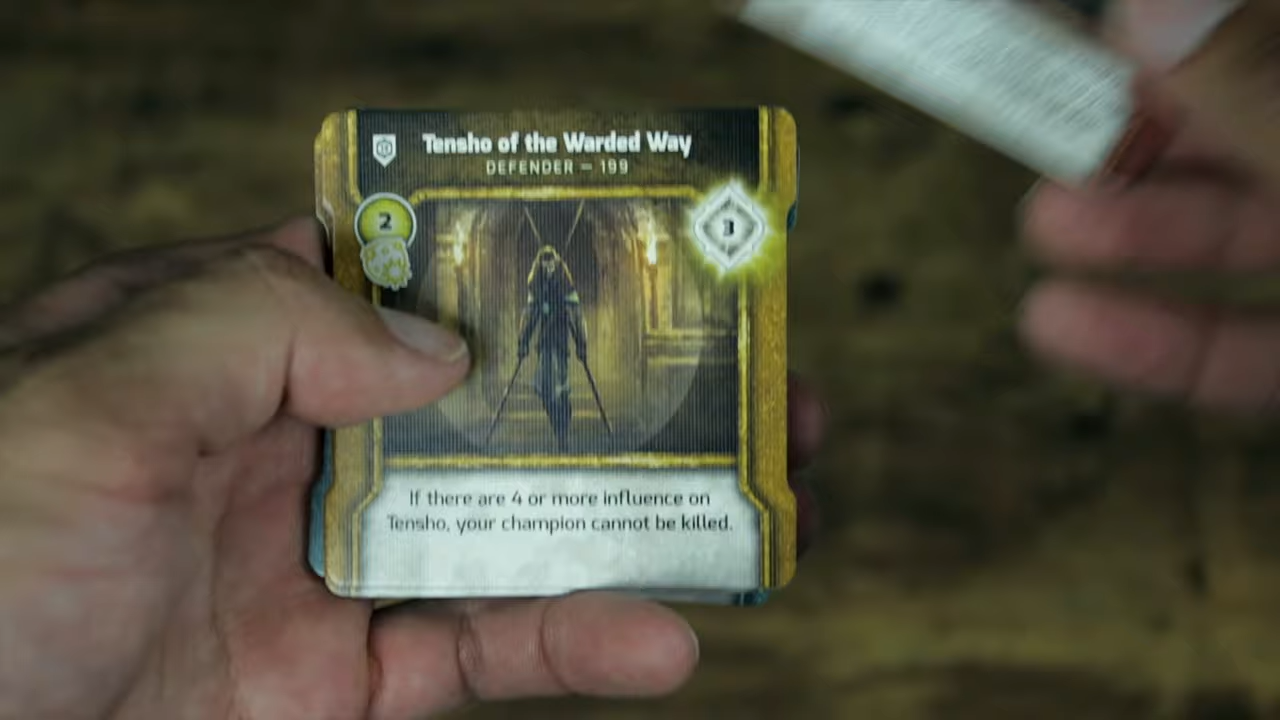 Tensho of the Warded Way
DEFENDER — 199
2
3
If there are 4 or more influence on
Tensho, your champion cannot be killed.